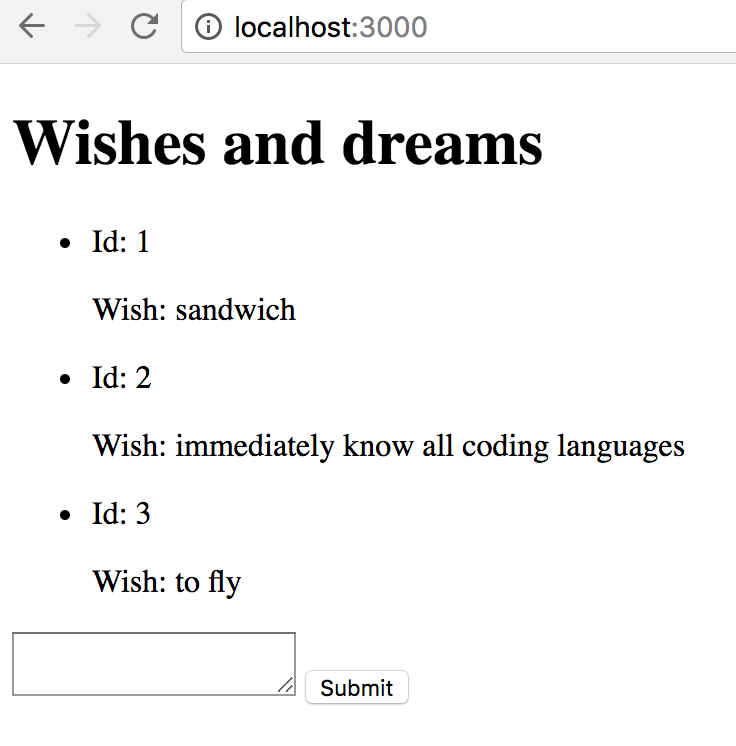 localhost:3000
Wishes and dreams
Id: 1
Wish: sandwich
Id: 2
Wish: immediately know all coding languages
Id: 3
Wish: to fly
Submit